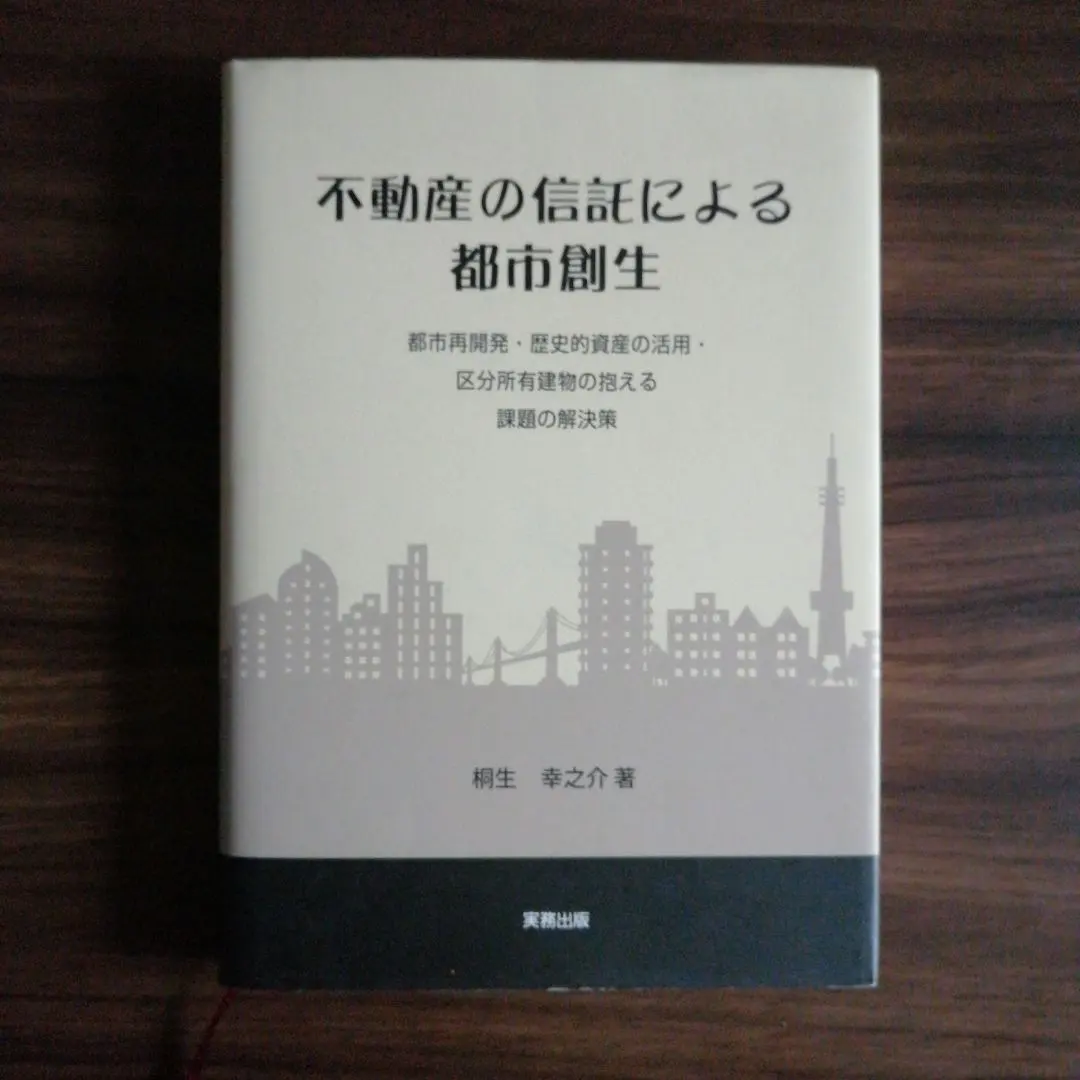 不動産の信託による
都市創生
都市再開発・歴史的資産の活用・
区分所有建物の抱える
課題の解決策
桐生　幸之介 著
実務出版